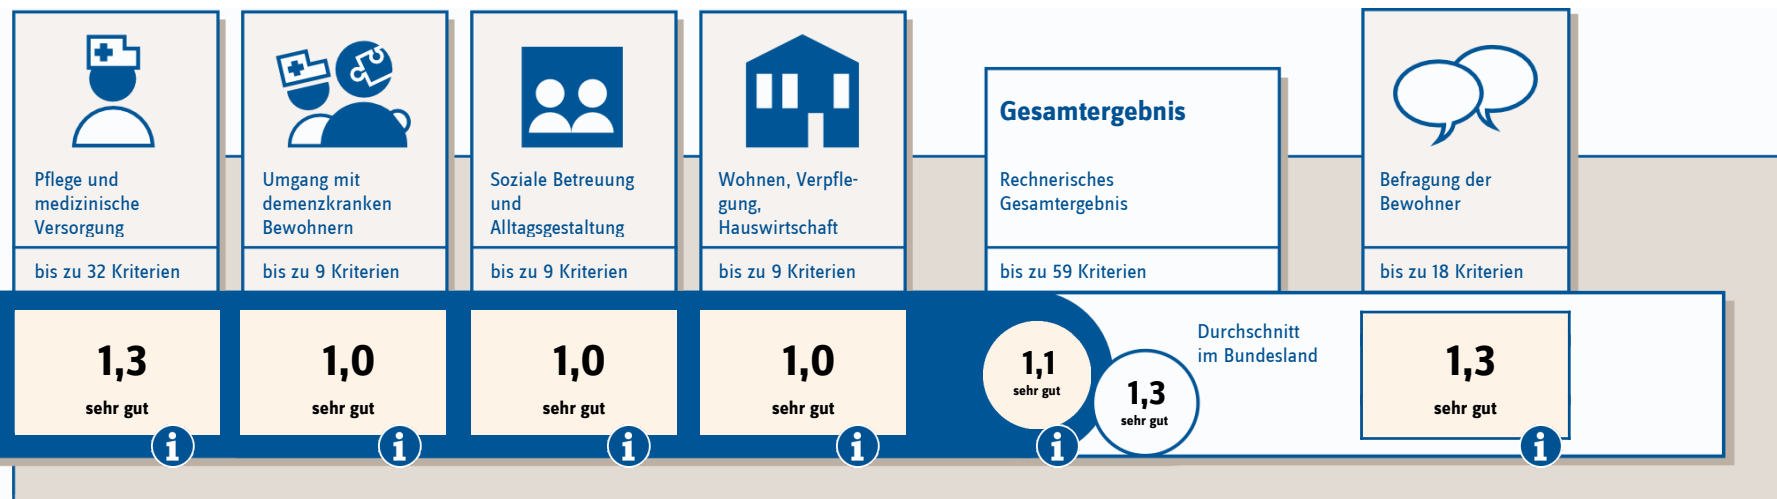 Pflege und
medizinische
Versorgung
bis zu 32 Kriterien
1,3
sehr gut
i
Umgang mit
demenzkranken
Bewohnern
bis zu 9 Kriterien
1,0
sehr gut
i
Soziale Betreuung
und
Alltagsgestaltung
bis zu 9 Kriterien
1,0
sehr gut
i
Wohnen, Verpfle-
gung,
Hauswirtschaft
bis zu 9 Kriterien
1,0
sehr gut
i
Gesamtergebnis
Rechnerisches
Gesamtergebnis
bis zu 59 Kriterien
1,1
sehr gut
i
Durchschnitt
im Bundesland
1,3
sehr gut
Befragung der
Bewohner
bis zu 18 Kriterien
1,3
sehr gut
i